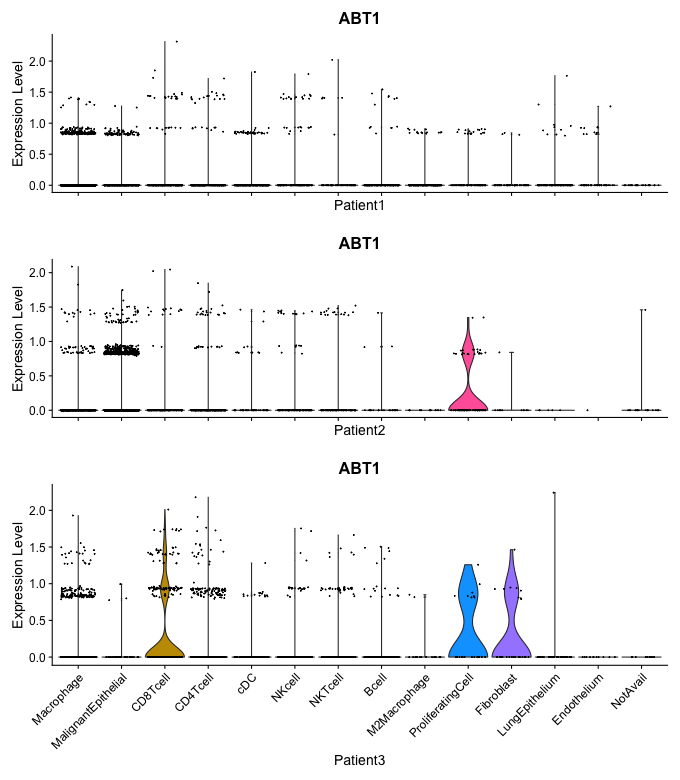 ABT1
Expression Level
2.0
1.5
1.0
0.5
0.0
Patient1
ABT1
Expression Level
2.0
1.5
1.0
0.5
0.0
Patient2
ABT1
Expression Level
2.0
1.5
1.0
0.5
0.0
Macrophage
MalignantEpithelial
CD8Tcell
CD4Tcell
cDC
NKcell
NKTcell
Bcell
M2Macrophage
ProliferatingCell
Fibroblast
LungEpithelium
Endothelium
NotAvail
Patient3